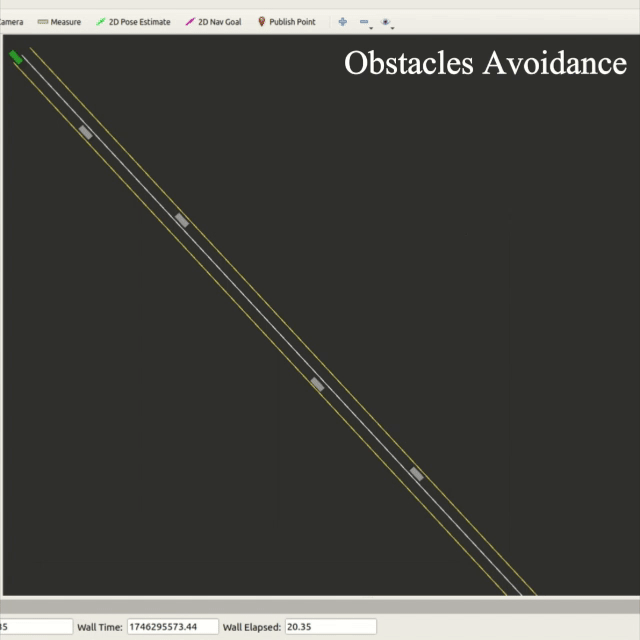 Camera Measure 2D Pose Estimate 2D Nav Goal Publish Point
Obstacles Avoidance
35 Wall Time: 1746295573.44 Wall Elapsed: 20.35